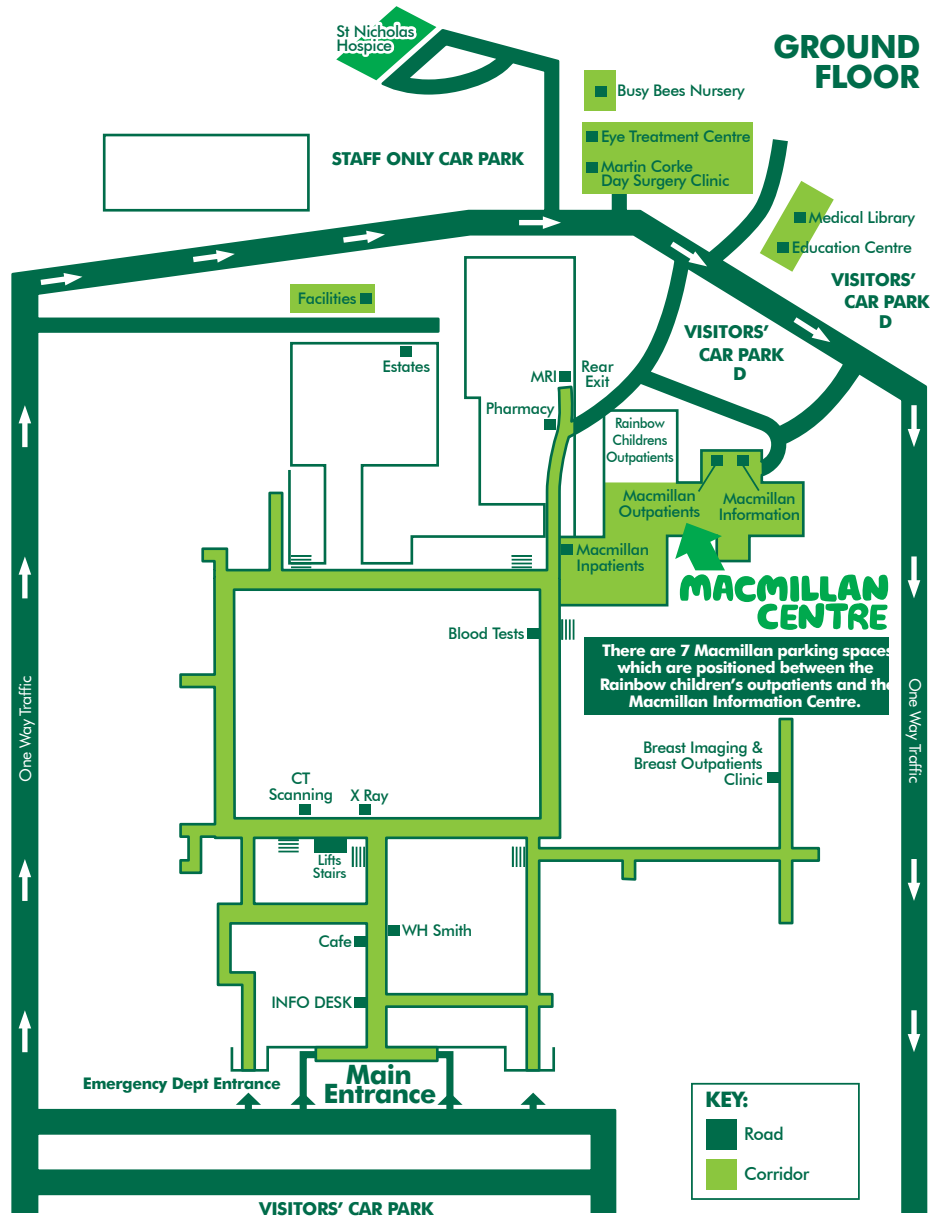 St Nicholas
Hospice
GROUND
FLOOR
Busy Bees Nursery
Eye Treatment Centre
Martin Corke
Day Surgery Clinic
STAFF ONLY CAR PARK
Medical Library
Education Centre
VISITORS'
CAR PARK
D
Facilities
VISITORS'
CAR PARK
D
Estates
MRI
Rear
Exit
Pharmacy
Rainbow
Childrens
Outpatients
Macmillan
Outpatients
Macmillan
Information
Macmillan
Inpatients
MACMILLAN
CENTRE
Blood Tests
There are 7 Macmillan parking spaces
which are positioned between the
Rainbow children's outpatients and the
Macmillan Information Centre.
One Way Traffic
One Way Traffic
Breast Imaging &
Breast Outpatients
Clinic
CT
Scanning
X Ray
Lifts
Stairs
WH Smith
Cafe
INFO DESK
Emergency Dept Entrance
Main
Entrance
KEY:
Road
Corridor
VISITORS' CAR PARK